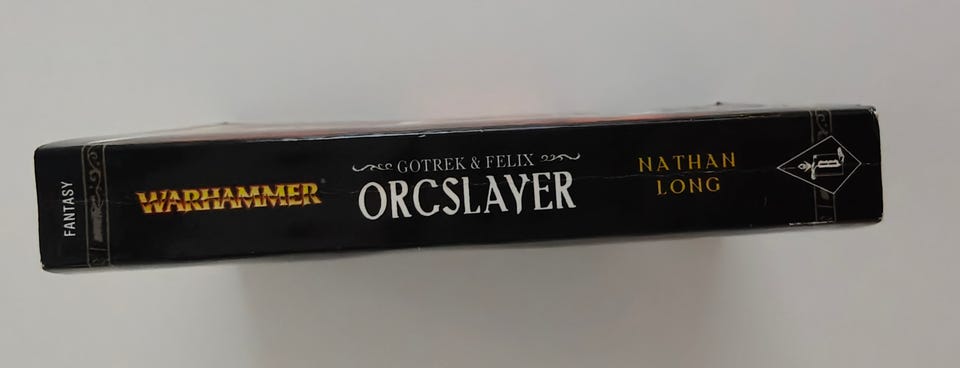 FANTASY
WARHAMMER
GOTREK & FELIX
ORCSLAYER
NATHAN
LONG